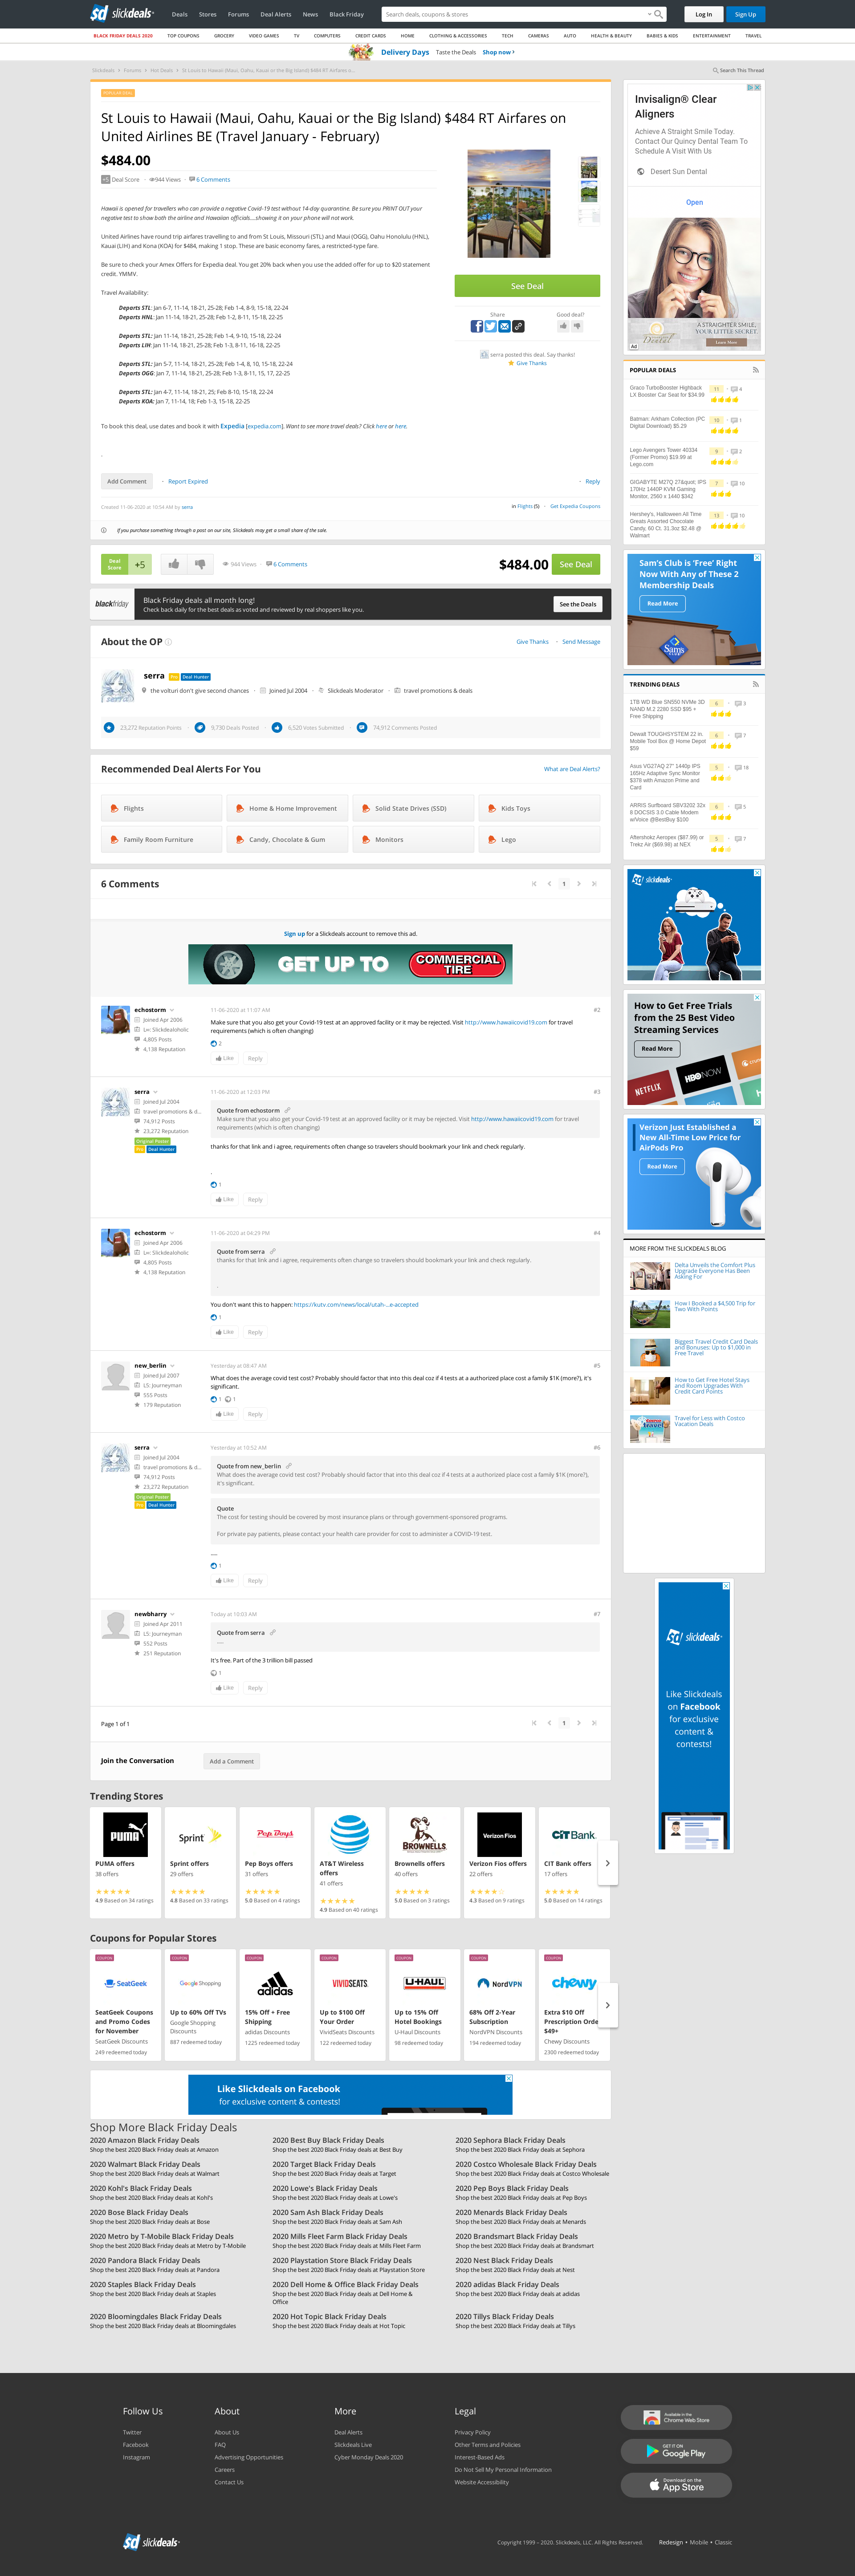 slickdeals
Deals
Stores
Forums
Deal Alerts
News
Black Friday
Search deals, coupons & stores
Log In
Sign Up
BLACK FRIDAY DEALS 2020
TOP COUPONS
GROCERY
VIDEO GAMES
TV
COMPUTERS
CREDIT CARDS
HOME
CLOTHING & ACCESSORIES
TECH
CAMERAS
AUTO
HEALTH & BEAUTY
BABIES & KIDS
ENTERTAINMENT
TRAVEL
Delivery Days Taste the Deals Shop now ›
Slickdeals › Forums › Hot Deals › St Louis to Hawaii (Maui, Oahu, Kauai or the Big Island) $484 RT Airfares o...
Search This Thread
POPULAR DEAL
St Louis to Hawaii (Maui, Oahu, Kauai or the Big Island) $484 RT Airfares on
United Airlines BE (Travel January - February)
$484.00
+5 Deal Score 944 Views 6 Comments
Hawaii is opened for travellers who can provide a negative Covid-19 test without 14-day quarantine. Be sure you PRINT OUT your
negative test to show both the airline and Hawaiian officials....showing it on your phone will not work.
United Airlines have round trip airfares travelling to and from St Louis, Missouri (STL) and Maui (OGG), Oahu Honolulu (HNL),
Kauai (LIH) and Kona (KOA) for $484, making 1 stop. These are basic economy fares, a restricted-type fare.
Be sure to check your Amex Offers for Expedia deal. You get 20% back when you use the added offer for up to $20 statement
credit. YMMV.
Travel Availability:
Departs STL: Jan 6-7, 11-14, 18-21, 25-28; Feb 1-4, 8-9, 15-18, 22-24
Departs HNL: Jan 11-14, 18-21, 25-28; Feb 1-2, 8-11, 15-18, 22-25
Departs STL: Jan 11-14, 18-21, 25-28; Feb 1-4, 9-10, 15-18, 22-24
Departs LIH: Jan 11-14, 18-21, 25-28; Feb 1-3, 8-11, 16-18, 22-25
Departs STL: Jan 5-7, 11-14, 18-21, 25-28; Feb 1-4, 8, 10, 15-18, 22-24
Departs OGG: Jan 7, 11-14, 18-21, 25-28; Feb 1-3, 8-11, 15, 17, 22-25
Departs STL: Jan 4-7, 11-14, 18-21, 25; Feb 8-10, 15-18, 22-24
Departs KOA: Jan 7, 11-14, 18; Feb 1-3, 15-18, 22-25
To book this deal, use dates and book it with Expedia [expedia.com]. Want to see more travel deals? Click here or here.
.
See Deal
Share
Good deal?
serra posted this deal. Say thanks!
Give Thanks
Add Comment
Report Expired
Reply
Created 11-06-2020 at 10:54 AM by serra
in Flights (5) Get Expedia Coupons
If you purchase something through a post on our site, Slickdeals may get a small share of the sale.
Deal
Score
+5
944 Views
6 Comments
$484.00
See Deal
blackfriday
Black Friday deals all month long!
Check back daily for the best deals as voted and reviewed by real shoppers like you.
See the Deals
About the OP
Give Thanks
Send Message
serra Pro Deal Hunter
the volturi don't give second chances Joined Jul 2004 Slickdeals Moderator travel promotions & deals
23,272 Reputation Points
9,730 Deals Posted
6,520 Votes Submitted
74,912 Comments Posted
Recommended Deal Alerts For You
What are Deal Alerts?
Flights
Home & Home Improvement
Solid State Drives (SSD)
Kids Toys
Family Room Furniture
Candy, Chocolate & Gum
Monitors
Lego
6 Comments
1
Sign up for a Slickdeals account to remove this ad.
GET UP TO
COMMERCIAL
TIRE
echostorm
Joined Apr 2006
L∞: Slickdealoholic
4,805 Posts
4,138 Reputation
11-06-2020 at 11:07 AM
#2
Make sure that you also get your Covid-19 test at an approved facility or it may be rejected. Visit http://www.hawaiicovid19.com for travel
requirements (which is often changing)
2
Like
Reply
serra
Joined Jul 2004
travel promotions & d...
74,912 Posts
23,272 Reputation
Original Poster
Pro Deal Hunter
11-06-2020 at 12:03 PM
#3
Quote from echostorm
Make sure that you also get your Covid-19 test at an approved facility or it may be rejected. Visit http://www.hawaiicovid19.com for travel
requirements (which is often changing)
thanks for that link and i agree, requirements often change so travelers should bookmark your link and check regularly.
.
1
Like
Reply
echostorm
Joined Apr 2006
L∞: Slickdealoholic
4,805 Posts
4,138 Reputation
11-06-2020 at 04:29 PM
#4
Quote from serra
thanks for that link and i agree, requirements often change so travelers should bookmark your link and check regularly.
.
You don't want this to happen: https://kutv.com/news/local/utah-...e-accepted
1
Like
Reply
new_berlin
Joined Jul 2007
L5: Journeyman
555 Posts
179 Reputation
Yesterday at 08:47 AM
#5
What does the average covid test cost? Probably should factor that into this deal coz if 4 tests at a authorized place cost a family $1K (more?), it's
significant.
1 1
Like
Reply
serra
Joined Jul 2004
travel promotions & d...
74,912 Posts
23,272 Reputation
Original Poster
Pro Deal Hunter
Yesterday at 10:52 AM
#6
Quote from new_berlin
What does the average covid test cost? Probably should factor that into this deal coz if 4 tests at a authorized place cost a family $1K (more?),
it's significant.
Quote
The cost for testing should be covered by most insurance plans or through government-sponsored programs.
For private pay patients, please contact your health care provider for cost to administer a COVID-19 test.
....
1
Like
Reply
newbharry
Joined Apr 2011
L5: Journeyman
552 Posts
251 Reputation
Today at 10:03 AM
#7
Quote from serra
....
It's free. Part of the 3 trillion bill passed
1
Like
Reply
Page 1 of 1
1
Join the Conversation
Add a Comment
Trending Stores
PUMA
PUMA offers
38 offers
4.9 Based on 34 ratings
Sprint
Sprint offers
29 offers
4.8 Based on 33 ratings
Pep Boys
Pep Boys offers
31 offers
5.0 Based on 4 ratings
AT&T
AT&T Wireless
offers
41 offers
4.9 Based on 40 ratings
BROWNELLS
Brownells offers
40 offers
5.0 Based on 3 ratings
Verizon Fios
Verizon Fios offers
22 offers
4.3 Based on 9 ratings
CIT BANK
CIT Bank offers
17 offers
5.0 Based on 14 ratings
Coupons for Popular Stores
COUPON
SeatGeek
SeatGeek Coupons
and Promo Codes
for November
SeatGeek Discounts
249 redeemed today
COUPON
Google Shopping
Up to 60% Off TVs
Google Shopping
Discounts
887 redeemed today
COUPON
adidas
15% Off + Free
Shipping
adidas Discounts
1225 redeemed today
COUPON
VIVIDSEATS
Up to $100 Off
Your Order
VividSeats Discounts
122 redeemed today
COUPON
U-HAUL
Up to 15% Off
Hotel Bookings
U-Haul Discounts
98 redeemed today
COUPON
NordVPN
68% Off 2-Year
Subscription
NordVPN Discounts
194 redeemed today
COUPON
chewy
Extra $10 Off
Prescription Orde
$49+
Chewy Discounts
2300 redeemed today
Like Slickdeals on Facebook
for exclusive content & contests!
Shop More Black Friday Deals
2020 Amazon Black Friday Deals
Shop the best 2020 Black Friday deals at Amazon
2020 Best Buy Black Friday Deals
Shop the best 2020 Black Friday deals at Best Buy
2020 Sephora Black Friday Deals
Shop the best 2020 Black Friday deals at Sephora
2020 Walmart Black Friday Deals
Shop the best 2020 Black Friday deals at Walmart
2020 Target Black Friday Deals
Shop the best 2020 Black Friday deals at Target
2020 Costco Wholesale Black Friday Deals
Shop the best 2020 Black Friday deals at Costco Wholesale
2020 Kohl's Black Friday Deals
Shop the best 2020 Black Friday deals at Kohl's
2020 Lowe's Black Friday Deals
Shop the best 2020 Black Friday deals at Lowe's
2020 Pep Boys Black Friday Deals
Shop the best 2020 Black Friday deals at Pep Boys
2020 Bose Black Friday Deals
Shop the best 2020 Black Friday deals at Bose
2020 Sam Ash Black Friday Deals
Shop the best 2020 Black Friday deals at Sam Ash
2020 Menards Black Friday Deals
Shop the best 2020 Black Friday deals at Menards
2020 Metro by T-Mobile Black Friday Deals
Shop the best 2020 Black Friday deals at Metro by T-Mobile
2020 Mills Fleet Farm Black Friday Deals
Shop the best 2020 Black Friday deals at Mills Fleet Farm
2020 Brandsmart Black Friday Deals
Shop the best 2020 Black Friday deals at Brandsmart
2020 Pandora Black Friday Deals
Shop the best 2020 Black Friday deals at Pandora
2020 Playstation Store Black Friday Deals
Shop the best 2020 Black Friday deals at Playstation Store
2020 Nest Black Friday Deals
Shop the best 2020 Black Friday deals at Nest
2020 Staples Black Friday Deals
Shop the best 2020 Black Friday deals at Staples
2020 Dell Home & Office Black Friday Deals
Shop the best 2020 Black Friday deals at Dell Home &
Office
2020 adidas Black Friday Deals
Shop the best 2020 Black Friday deals at adidas
2020 Bloomingdales Black Friday Deals
Shop the best 2020 Black Friday deals at Bloomingdales
2020 Hot Topic Black Friday Deals
Shop the best 2020 Black Friday deals at Hot Topic
2020 Tillys Black Friday Deals
Shop the best 2020 Black Friday deals at Tillys
Invisalign® Clear
Aligners
Achieve A Straight Smile Today.
Contact Our Quincy Dental Team To
Schedule A Visit With Us
Desert Sun Dental
Open
A STRAIGHTER SMILE,
YOUR LITTLE SECRET.
Dental
Learn More
Ad
POPULAR DEALS
Graco TurboBooster Highback
LX Booster Car Seat for $34.99
11 4
Batman: Arkham Collection (PC
Digital Download) $5.29
10 1
Lego Avengers Tower 40334
(Former Promo) $19.99 at
Lego.com
9 2
GIGABYTE M27Q 27&quot; IPS
170Hz 1440P KVM Gaming
Monitor, 2560 x 1440 $342
7 10
Hershey's, Halloween All Time
Greats Assorted Chocolate
Candy, 60 Ct. 31.3oz $2.48 @
Walmart
13 10
Sam's Club is 'Free' Right
Now With Any of These 2
Membership Deals
Read More
Sams
TRENDING DEALS
1TB WD Blue SN550 NVMe 3D
NAND M.2 2280 SSD $95 +
Free Shipping
6 3
Dewalt TOUGHSYSTEM 22 in.
Mobile Tool Box @ Home Depot
$59
6 7
Asus VG27AQ 27" 1440p IPS
165Hz Adaptive Sync Monitor
$378 with Amazon Prime and
Card
5 18
ARRIS Surfboard SBV3202 32x
8 DOCSIS 3.0 Cable Modem
w/Voice @BestBuy $100
6 5
Aftershokz Aeropex ($87.99) or
Trekz Air ($69.98) at NEX
5 7
slickdeals
How to Get Free Trials
from the 25 Best Video
Streaming Services
Read More
NETFLIX
HBO NOW
Verizon Just Established a
New All-Time Low Price for
AirPods Pro
Read More
MORE FROM THE SLICKDEALS BLOG
Delta Unveils the Comfort Plus
Upgrade Everyone Has Been
Asking For
How I Booked a $4,500 Trip for
Two With Points
Biggest Travel Credit Card Deals
and Bonuses: Up to $1,000 in
Free Travel
How to Get Free Hotel Stays
and Room Upgrades With
Credit Card Points
Travel for Less with Costco
Vacation Deals
slickdeals
Like Slickdeals
on Facebook
for exclusive
content &
contests!
Follow Us
Twitter
Facebook
Instagram
About
About Us
FAQ
Advertising Opportunities
Careers
Contact Us
More
Deal Alerts
Slickdeals Live
Cyber Monday Deals 2020
Legal
Privacy Policy
Other Terms and Policies
Interest-Based Ads
Do Not Sell My Personal Information
Website Accessibility
Available in the
Chrome Web Store
GET IT ON
Google Play
Download on the
App Store
slickdeals
Copyright 1999 - 2020. Slickdeals, LLC. All Rights Reserved.
Redesign • Mobile • Classic